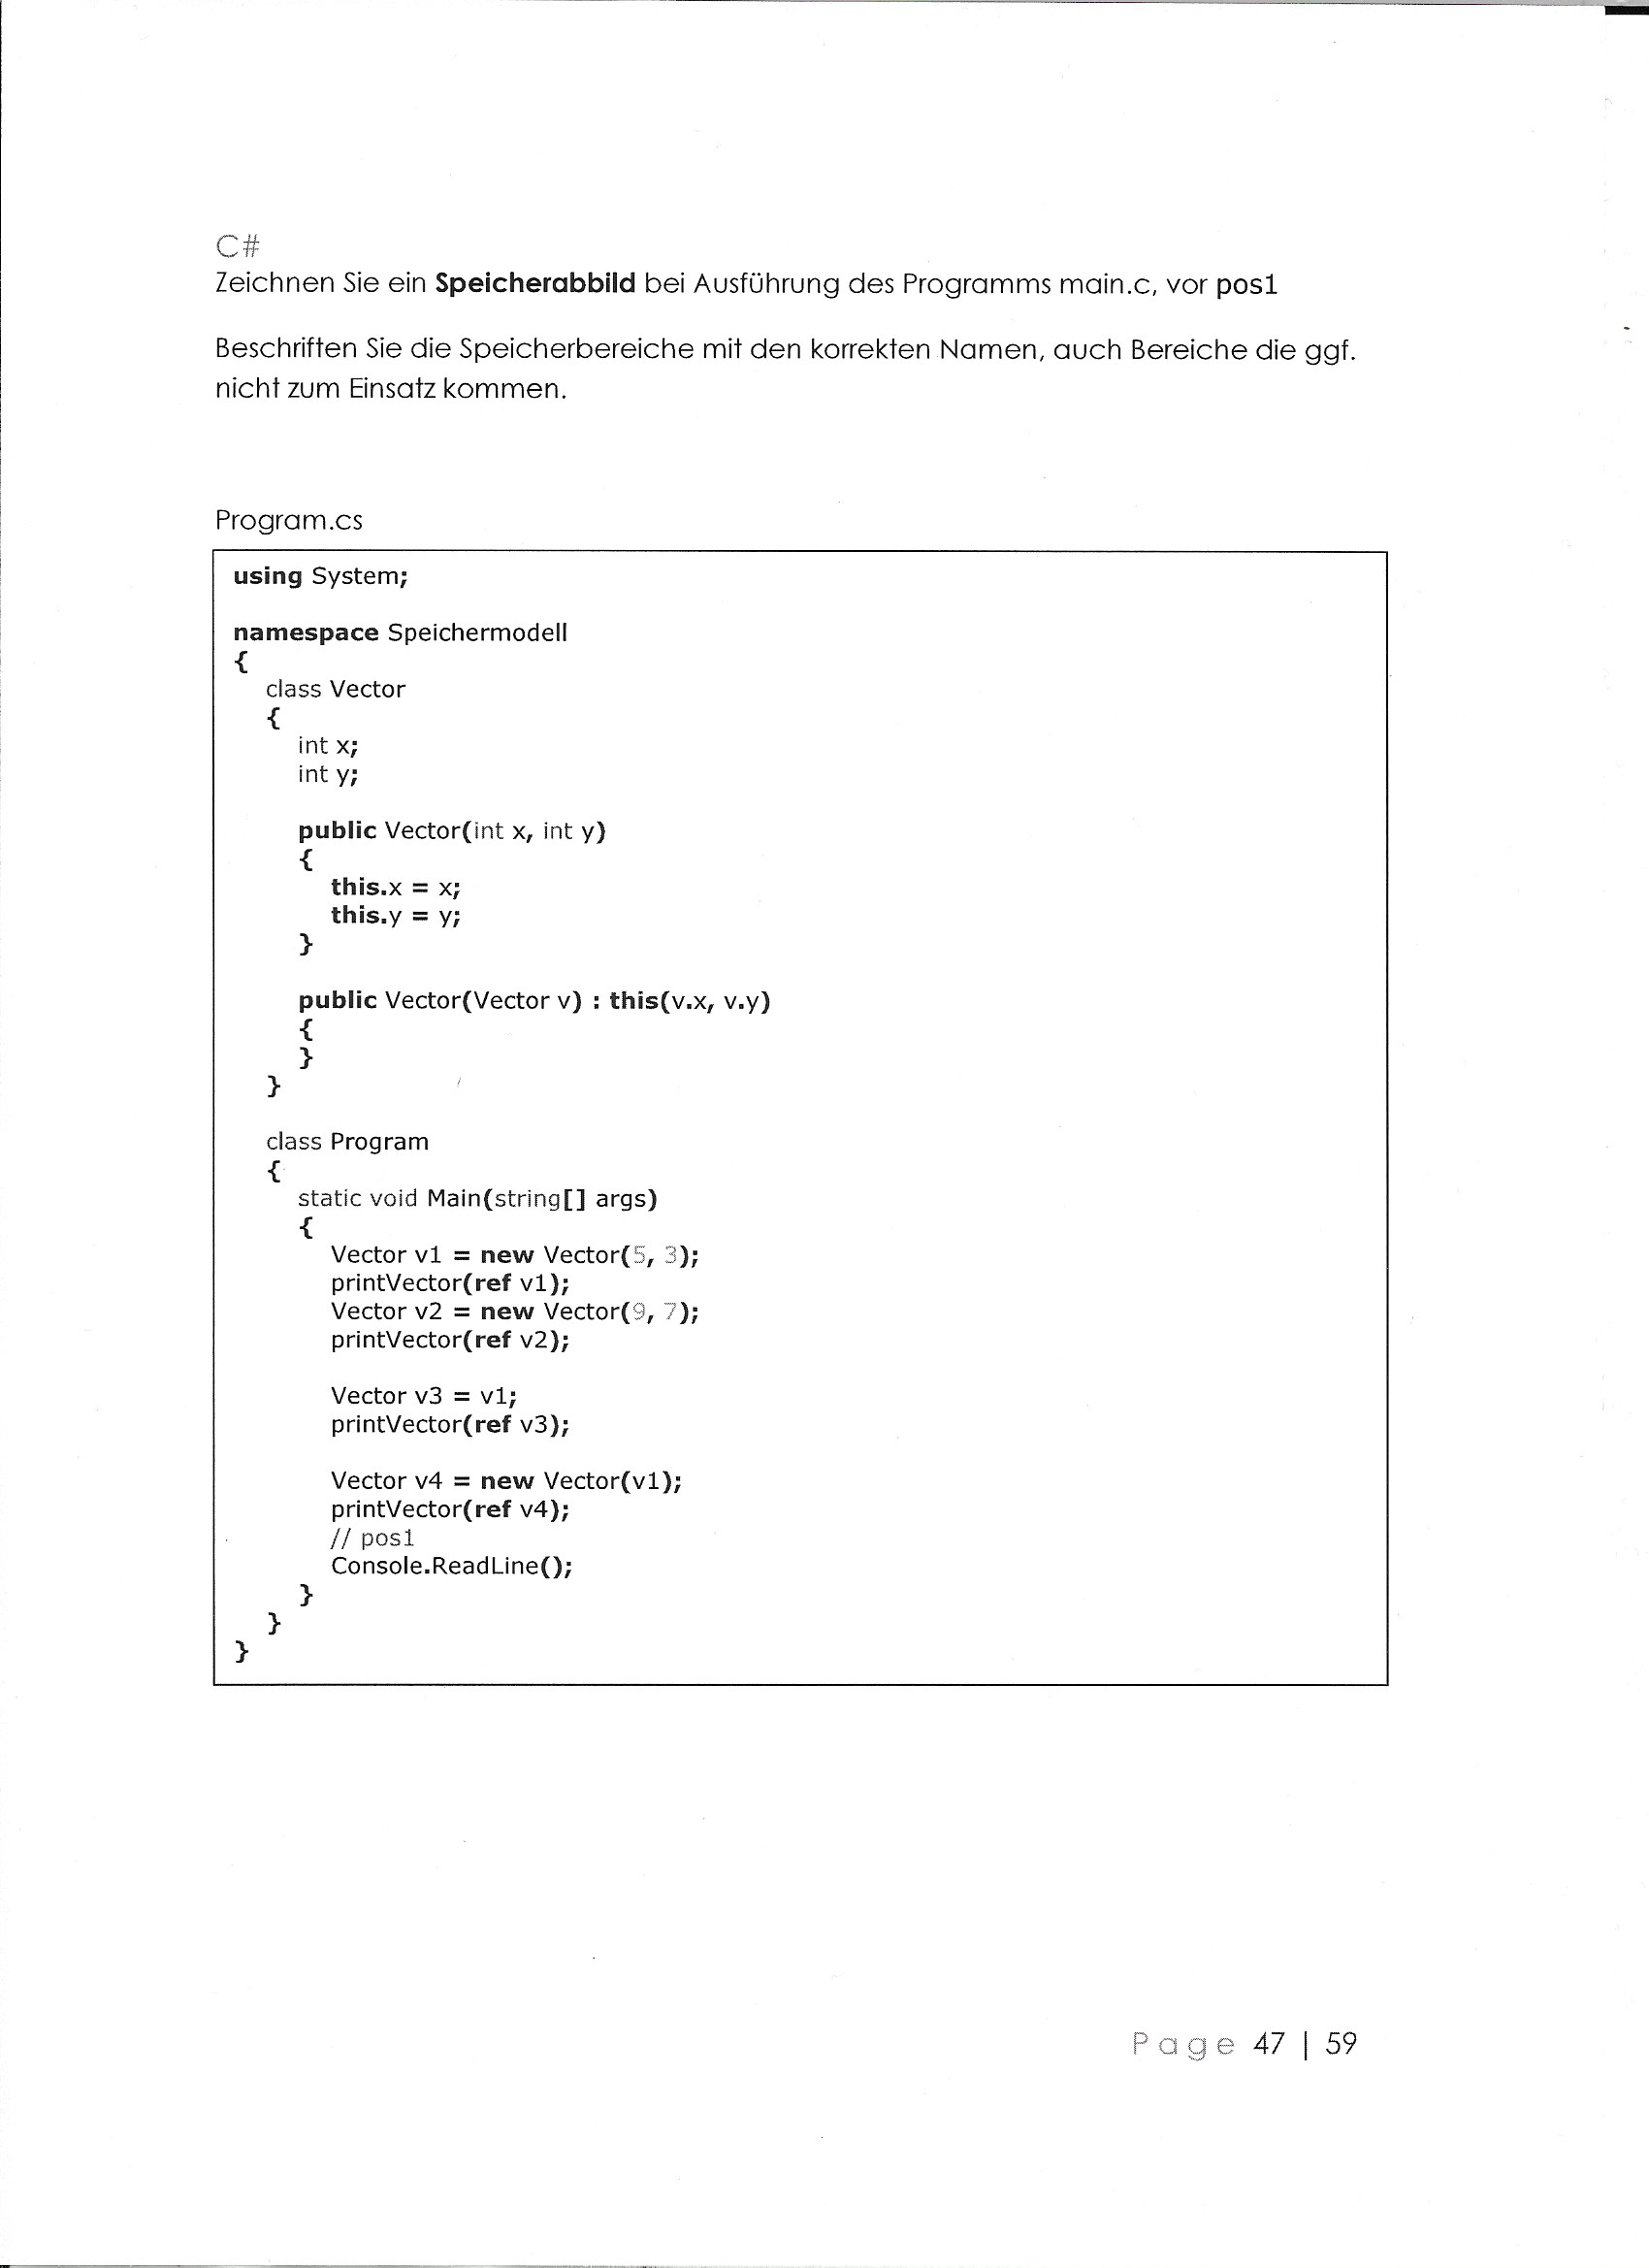 C#
Zeichnen Sie ein Speicherabbild bei Ausführung des Programms main.c, vor pos1
Beschriften Sie die Speicherbereiche mit den korrekten Namen, auch Bereiche die ggf.
nicht zum Einsatz kommen.
Program.cs
using System;
namespace Speichermodell
{
class Vector
{
int x;
int y;
public Vector(int x, int y)
{
this.x = x;
this.y = y;
}
public Vector(Vector v) : this(v.x, v.y)
{
}
}
class Program
{
static void Main(string[] args)
{
Vector v1 = new Vector(5, 3);
printVector(ref v1);
Vector v2 = new Vector(9, 7);
printVector(ref v2);
Vector v3 = v1;
printVector(ref v3);
Vector v4 = new Vector(v1);
printVector(ref v4);
// pos1
Console.ReadLine();
}
}
}
Page 47 | 59